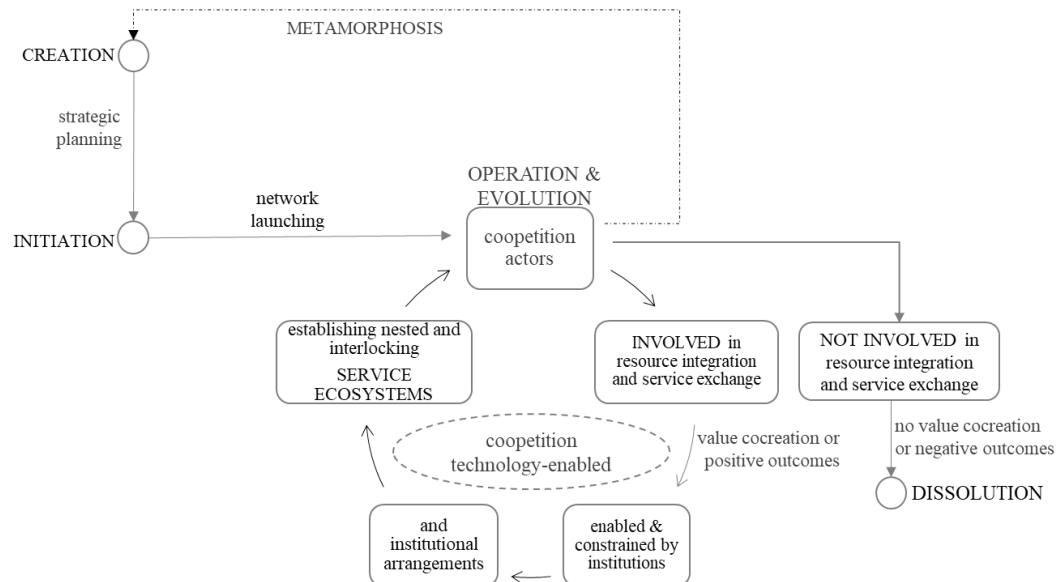 METAMORPHOSIS
CREATION
strategic
planning
OPERATION &
EVOLUTION
network
launching
INITIATION
coopetition
actors
establishing nested and
interlocking
SERVICE
ECOSYSTEMS
INVOLVED in
resource integration
and service exchange
NOT INVOLVED in
resource integration
and service exchange
coopetition
technology-enabled
value cocreation or
positive outcomes
no value cocreation
or negative outcomes
DISSOLUTION
and
institutional
arrangements
enabled &
constrained by
institutions